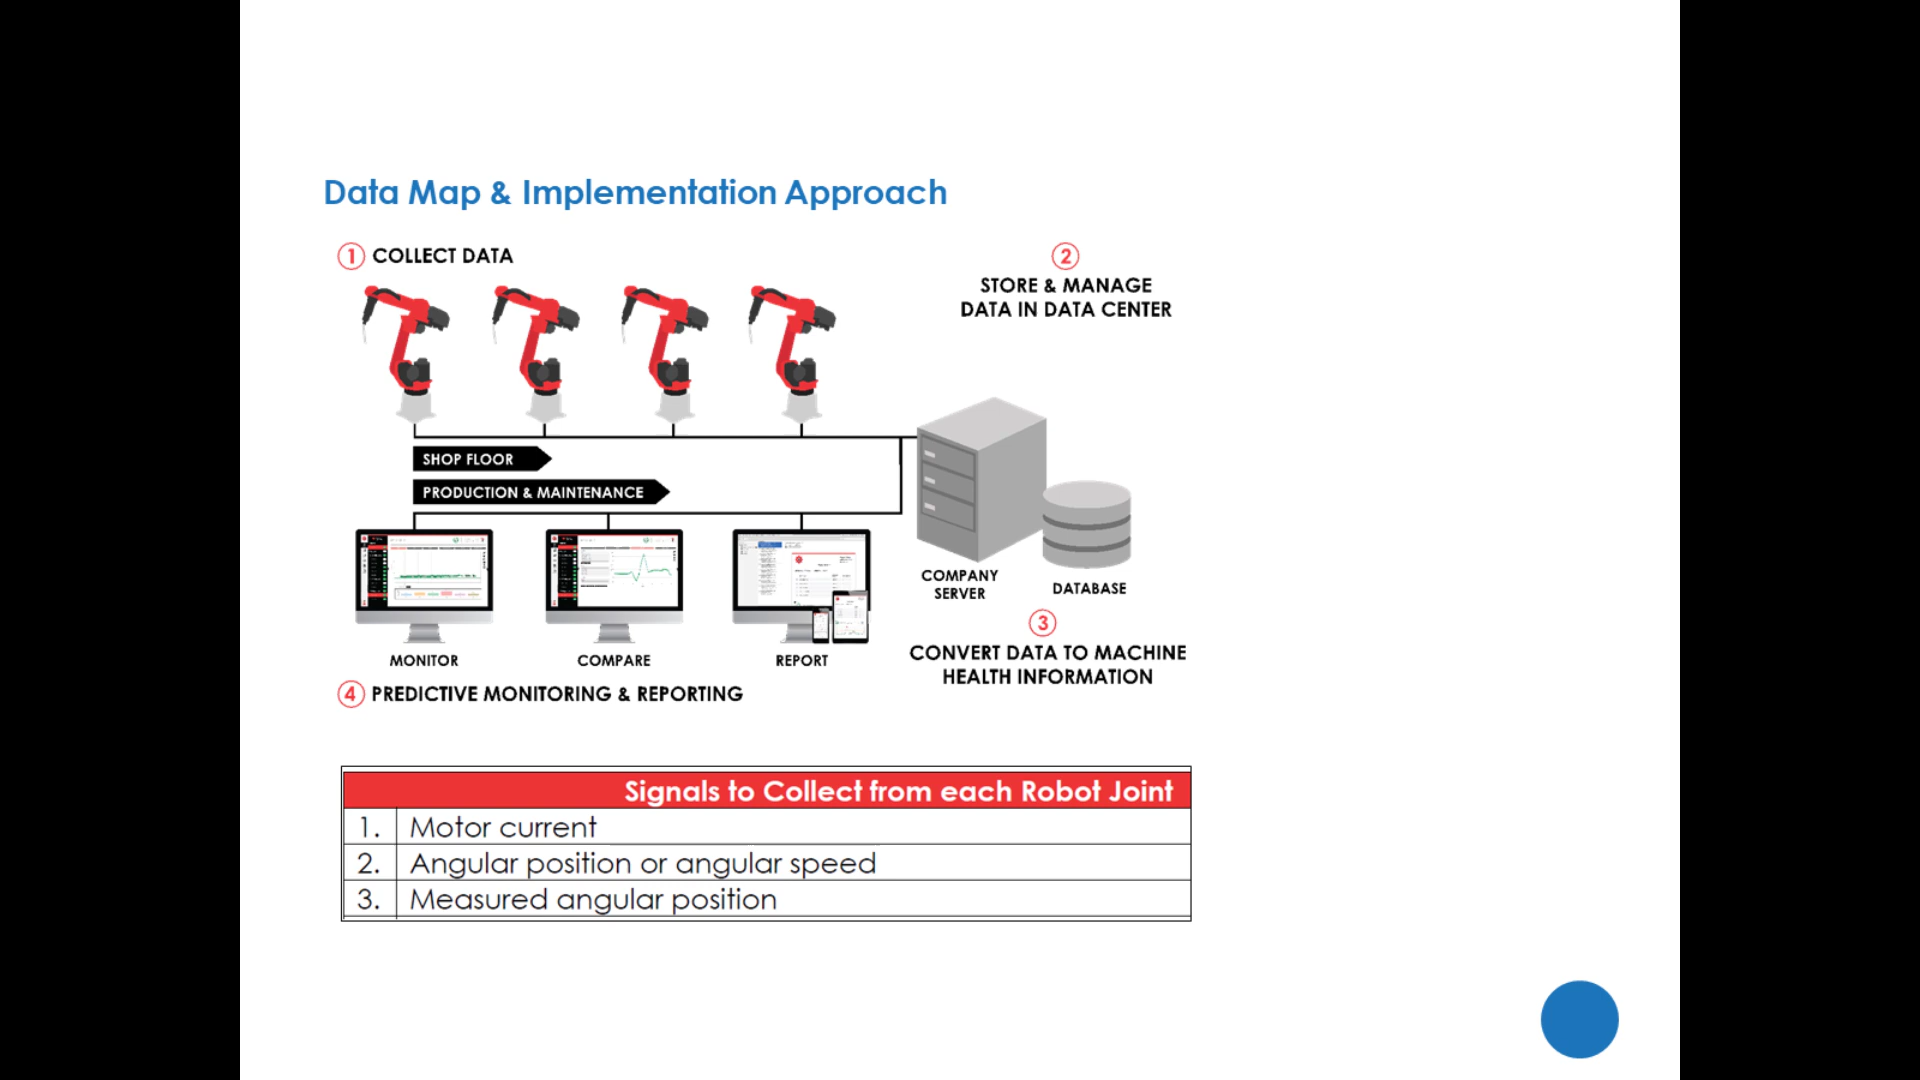 Data Map & Implementation Approach
① COLLECT DATA
②
STORE & MANAGE
DATA IN DATA CENTER
SHOP FLOOR
PRODUCTION & MAINTENANCE
COMPANY
SERVER
DATABASE
MONITOR
COMPARE
REPORT
③
CONVERT DATA TO MACHINE
HEALTH INFORMATION
④ PREDICTIVE MONITORING & REPORTING
Signals to Collect from each Robot Joint
1. Motor current
2. Angular position or angular speed
3. Measured angular position